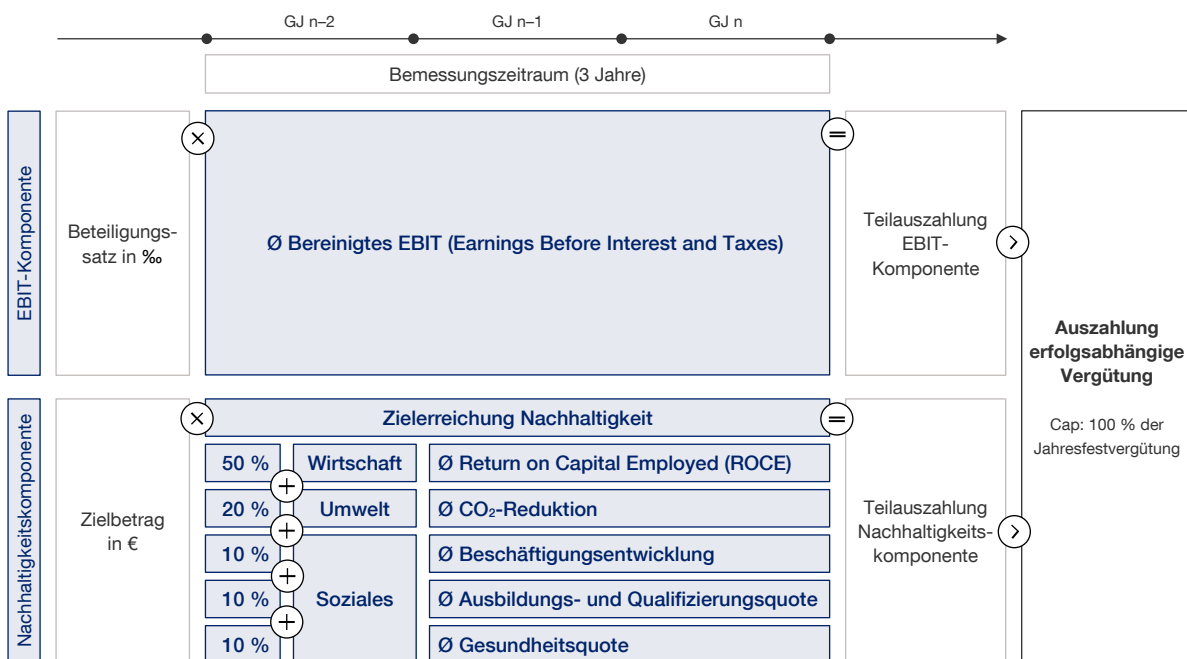 GJ n–2
GJ n–1
GJ n
Bemessungszeitraum (3 Jahre)
EBIT-Komponente
Beteiligungs-
satz in ‰
×
Ø Bereinigtes EBIT (Earnings Before Interest and Taxes)
=
Teilauszahlung
EBIT-
Komponente
Auszahlung
erfolgsabhängige
Vergütung
Cap: 100 % der
Jahresfestvergütung
Nachhaltigkeitskomponente
Zielbetrag
in €
×
Zielerreichung Nachhaltigkeit
=
50 % Wirtschaft Ø Return on Capital Employed (ROCE)
+
20 % Umwelt Ø CO₂-Reduktion
+
10 % Ø Beschäftigungsentwicklung
+
10 % Soziales Ø Ausbildungs- und Qualifizierungsquote
+
10 % Ø Gesundheitsquote
Teilauszahlung
Nachhaltigkeits-
komponente